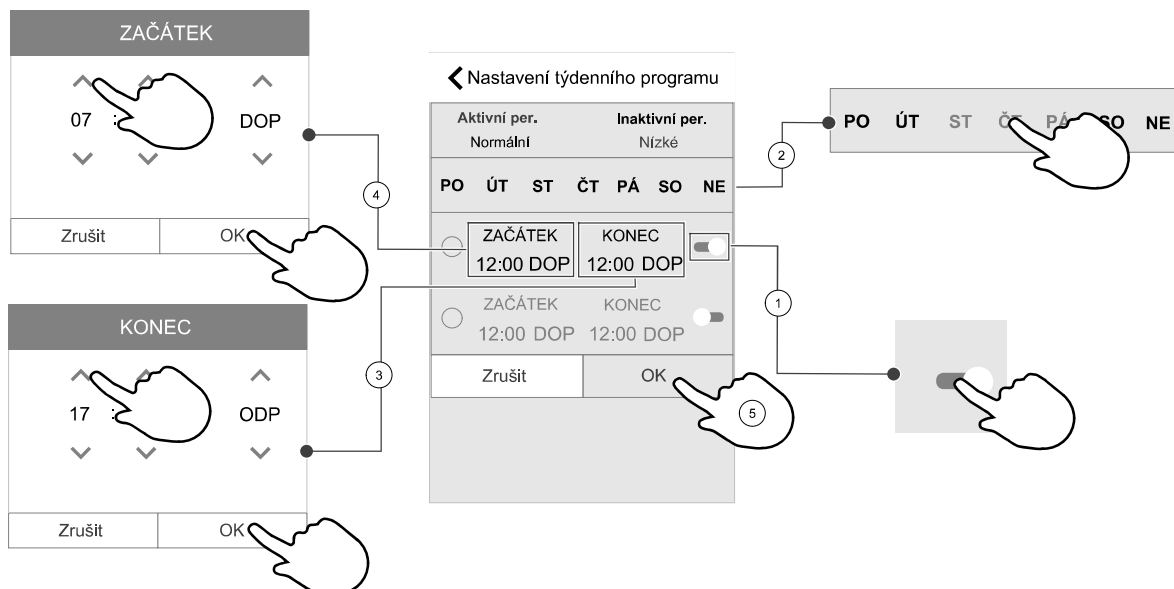 ZAČÁTEK
07 :
DOP
Zrušit
OK
KONEC
17 :
ODP
Zrušit
OK
Nastavení týdenního programu
Aktivní per.
Inaktivní per.
Normální
Nízké
PO ÚT ST ČT PÁ SO NE
ZAČÁTEK KONEC
12:00 DOP 12:00 DOP
ZAČÁTEK KONEC
12:00 DOP 12:00 DOP
Zrušit
OK
PO ÚT ST ČT PÁ SO NE
4
3
2
1
5